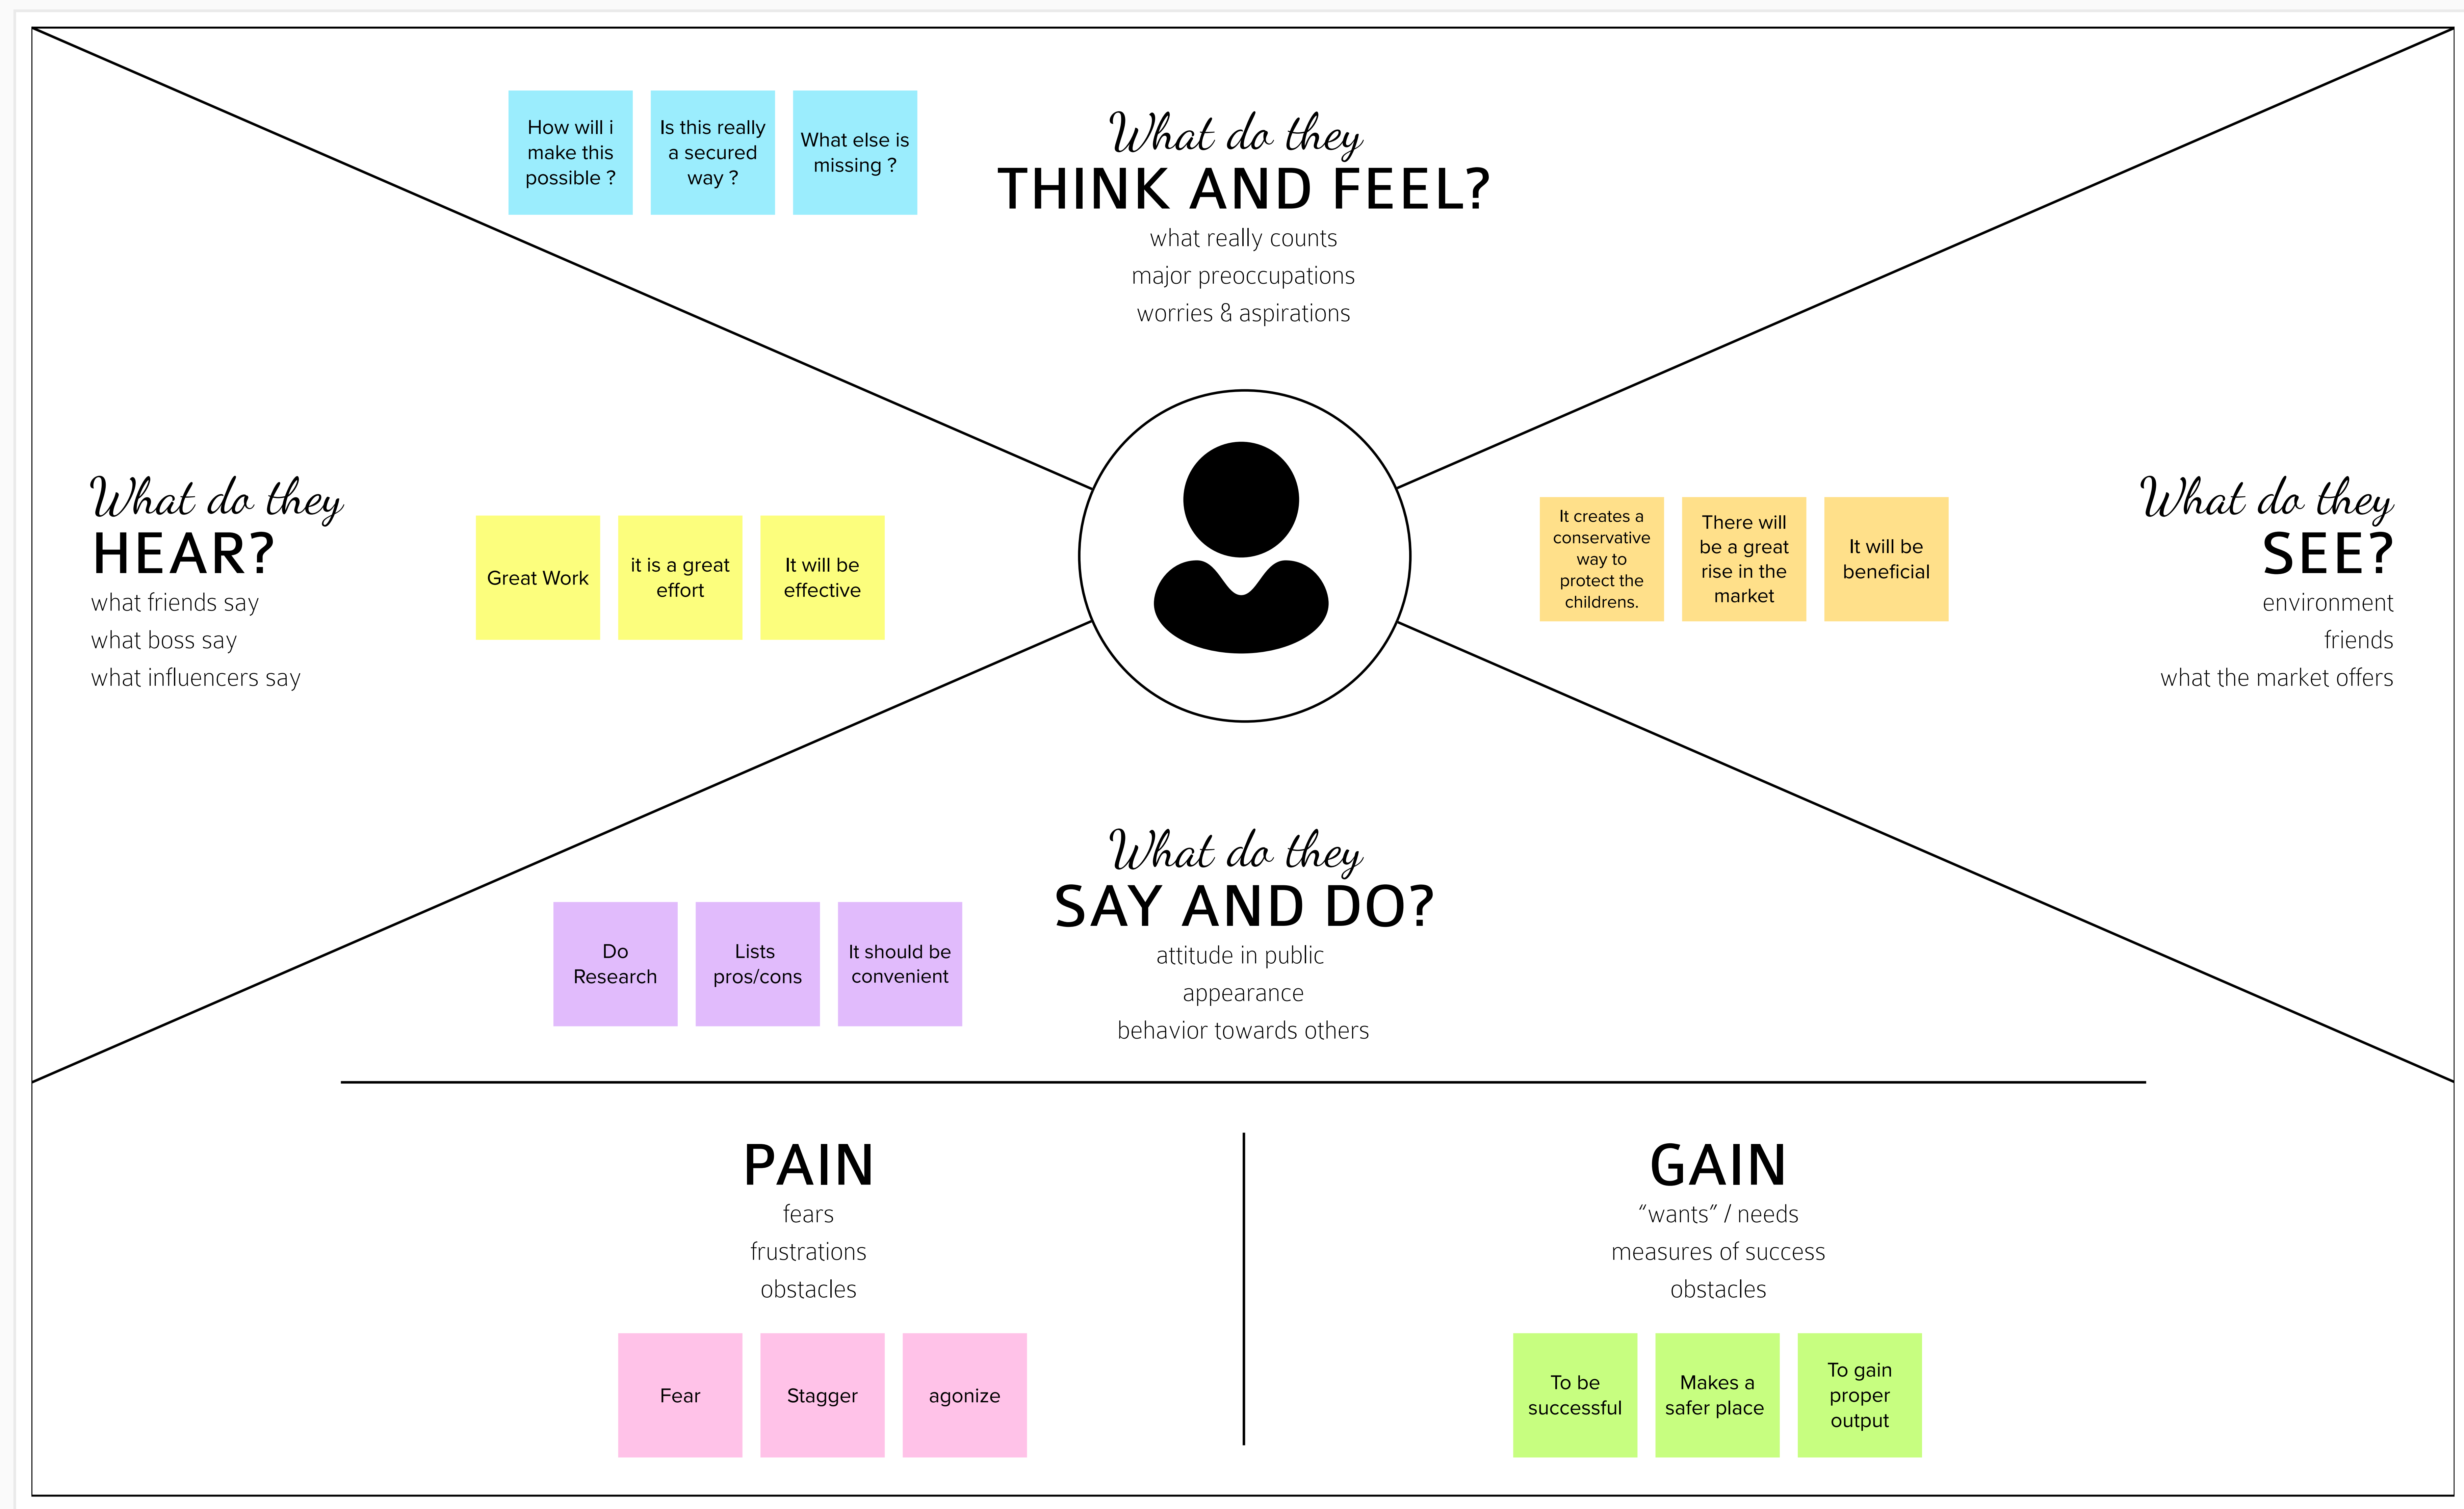 How will i
make this
possible ?
Is this really
a secured
way ?
What else is
missing ?
What do they
THINK AND FEEL?
what really counts
major preoccupations
worries & aspirations
What do they
HEAR?
what friends say
what boss say
what influencers say
Great Work
it is a great
effort
It will be
effective
It creates a
conservative
way to
protect the
childrens.
There will
be a great
rise in the
market
It will be
beneficial
What do they
SEE?
environment
friends
what the market offers
What do they
SAY AND DO?
attitude in public
appearance
behavior towards others
Do
Research
Lists
pros/cons
It should be
convenient
PAIN
fears
frustrations
obstacles
Fear
Stagger
agonize
GAIN
“wants” / needs
measures of success
obstacles
To be
successful
Makes a
safer place
To gain
proper
output